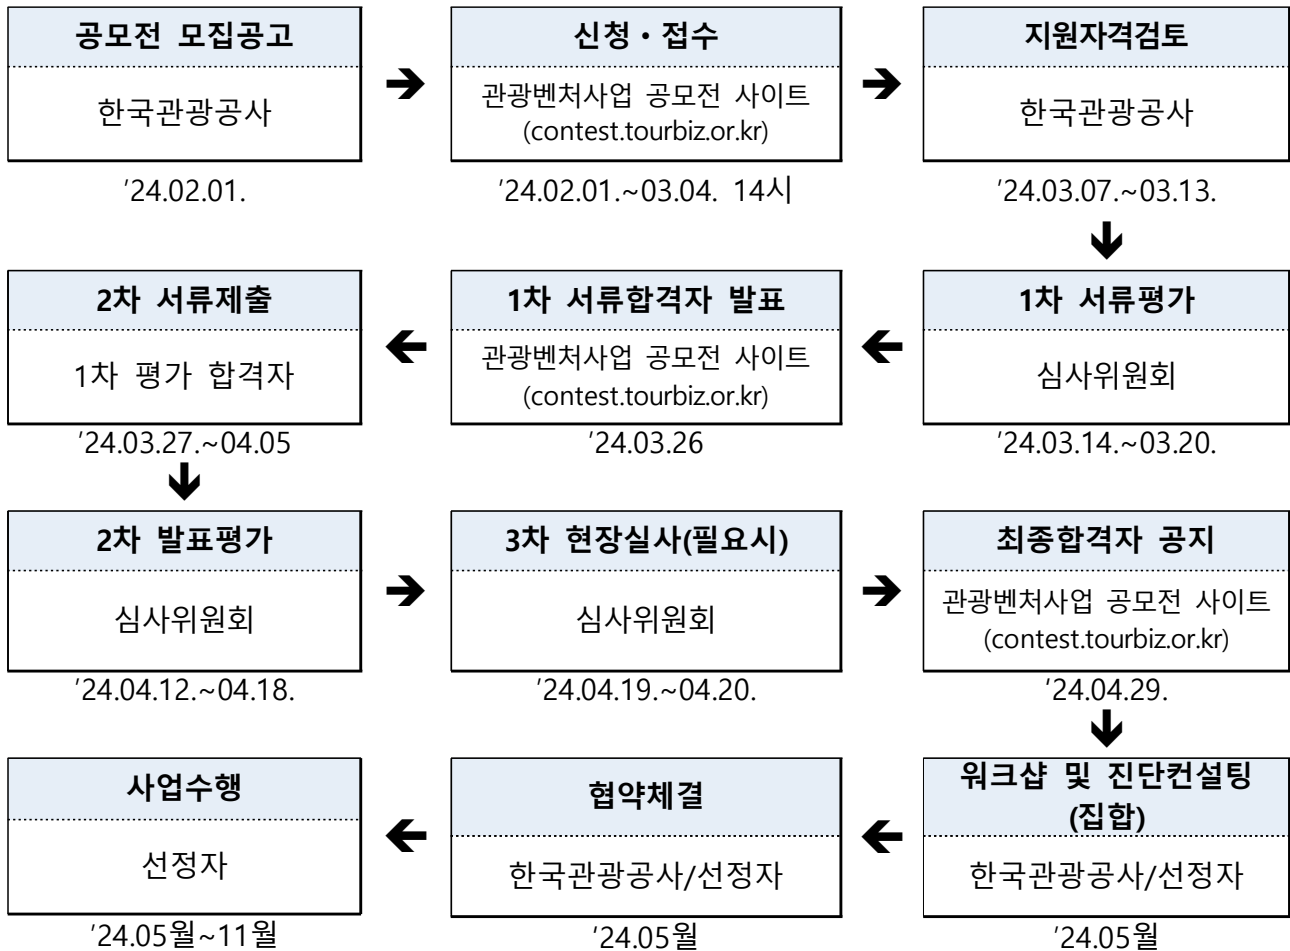 공모전 모집공고
한국관광공사
′24.02.01.
신청・접수
관광벤처사업 공모전 사이트
(contest.tourbiz.or.kr)
′24.02.01.~03.04. 14시
지원자격검토
한국관광공사
′24.03.07.~03.13.
1차 서류평가
심사위원회
′24.03.14.~03.20.
1차 서류합격자 발표
관광벤처사업 공모전 사이트
(contest.tourbiz.or.kr)
′24.03.26
2차 서류제출
1차 평가 합격자
′24.03.27.~04.05
2차 발표평가
심사위원회
′24.04.12.~04.18.
3차 현장실사(필요시)
심사위원회
′24.04.19.~04.20.
최종합격자 공지
관광벤처사업 공모전 사이트
(contest.tourbiz.or.kr)
′24.04.29.
워크샵 및 진단컨설팅
(집합)
한국관광공사/선정자
′24.05월
협약체결
한국관광공사/선정자
′24.05월
사업수행
선정자
′24.05월~11월